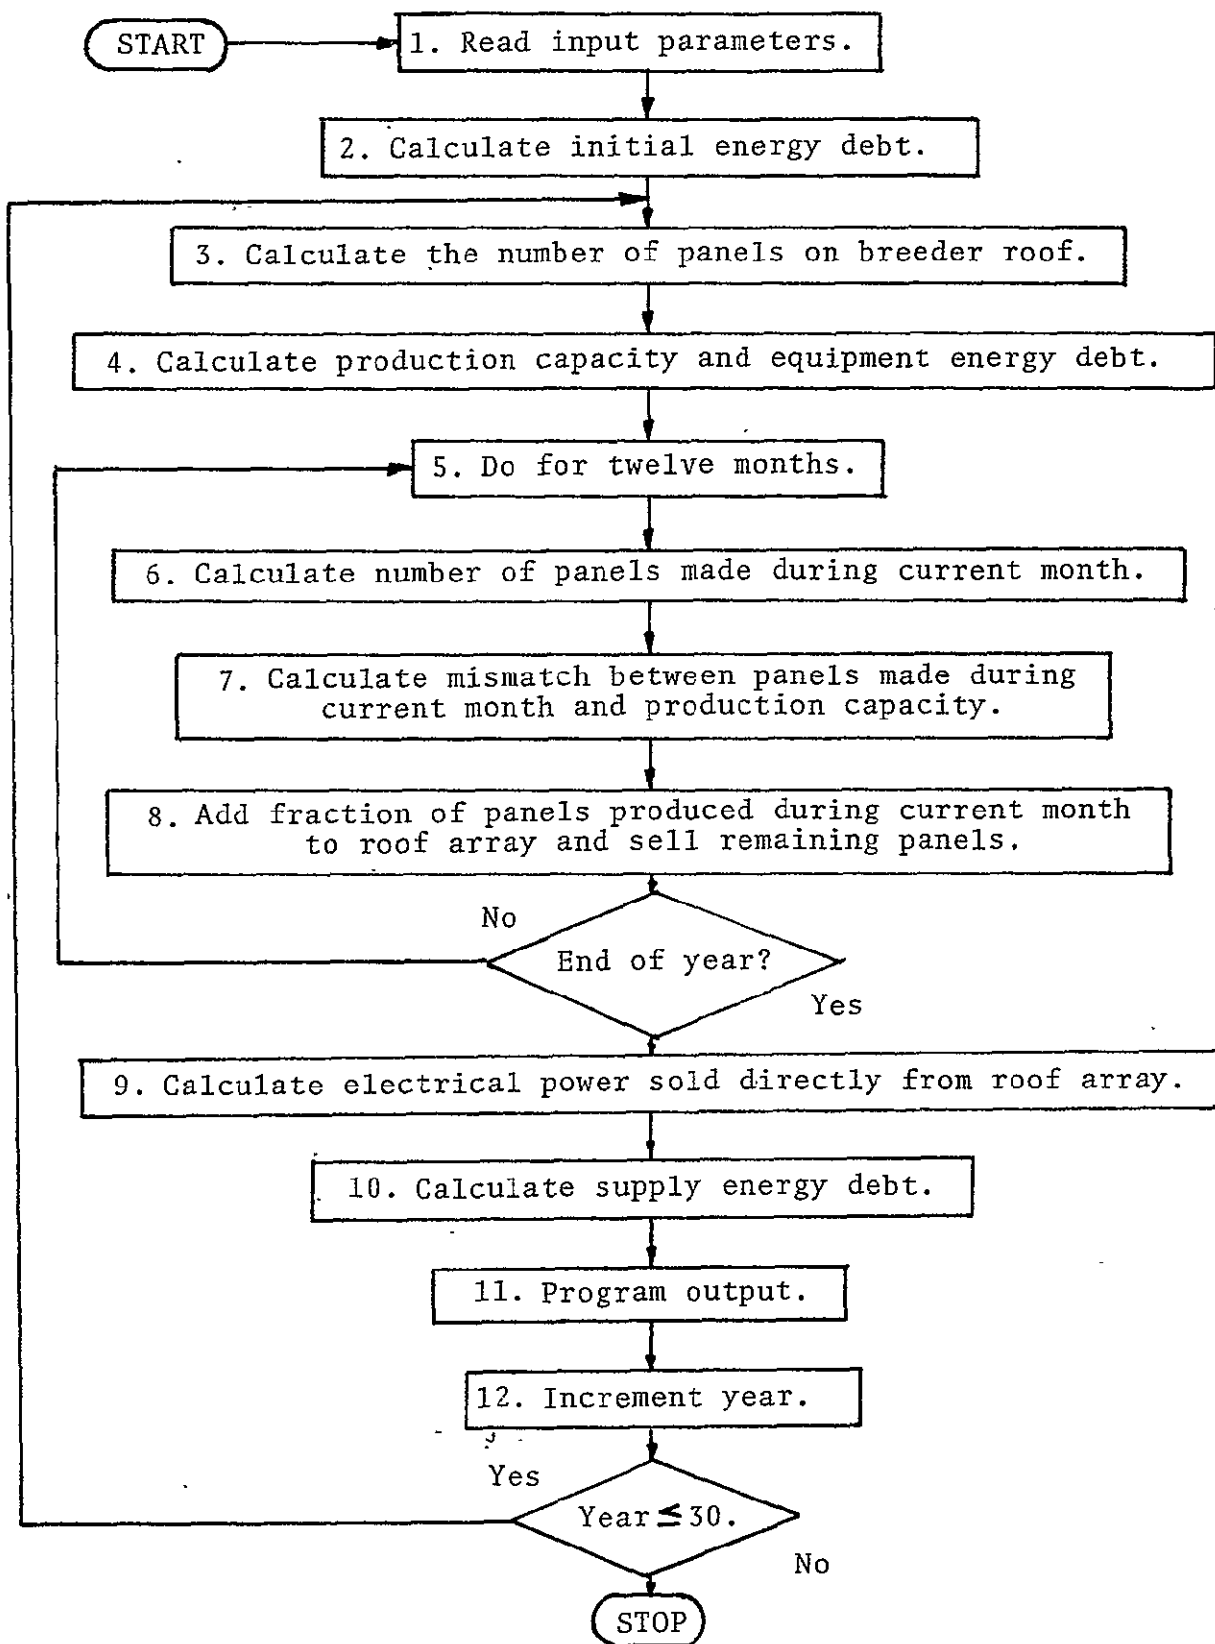 START
1. Read input parameters.
2. Calculate initial energy debt.
3. Calculate the number of panels on breeder roof.
4. Calculate production capacity and equipment energy debt.
5. Do for twelve months.
6. Calculate number of panels made during current month.
7. Calculate mismatch between panels made during
current month and production capacity.
8. Add fraction of panels produced during current month
to roof array and sell remaining panels.
No
End of year?
Yes
9. Calculate electrical power sold directly from roof array.
10. Calculate supply energy debt.
11. Program output.
12. Increment year.
Yes
Year ≤ 30.
No
STOP